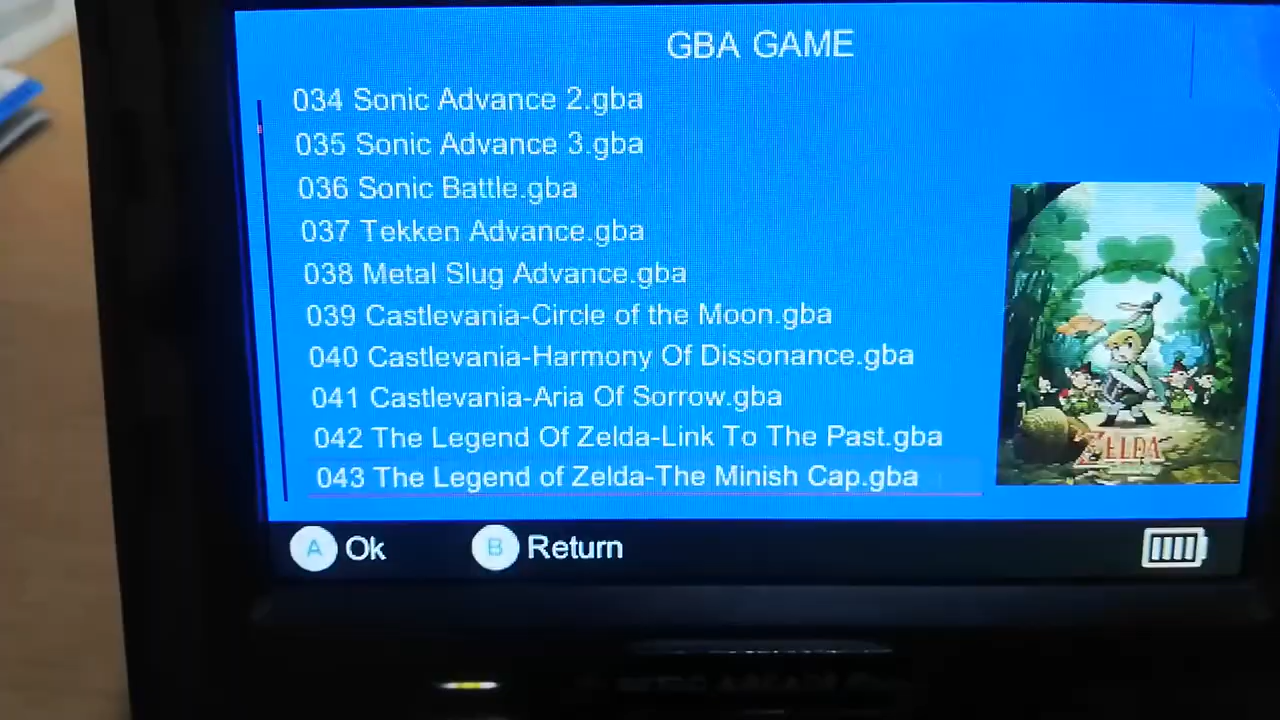 GBA GAME
034 Sonic Advance 2.gba
035 Sonic Advance 3.gba
036 Sonic Battle.gba
037 Tekken Advance.gba
038 Metal Slug Advance.gba
039 Castlevania-Circle of the Moon.gba
040 Castlevania-Harmony Of Dissonance.gba
041 Castlevania-Aria Of Sorrow.gba
042 The Legend Of Zelda-Link To The Past.gba
043 The Legend of Zelda-The Minish Cap.gba
ZELDA
A Ok
B Return